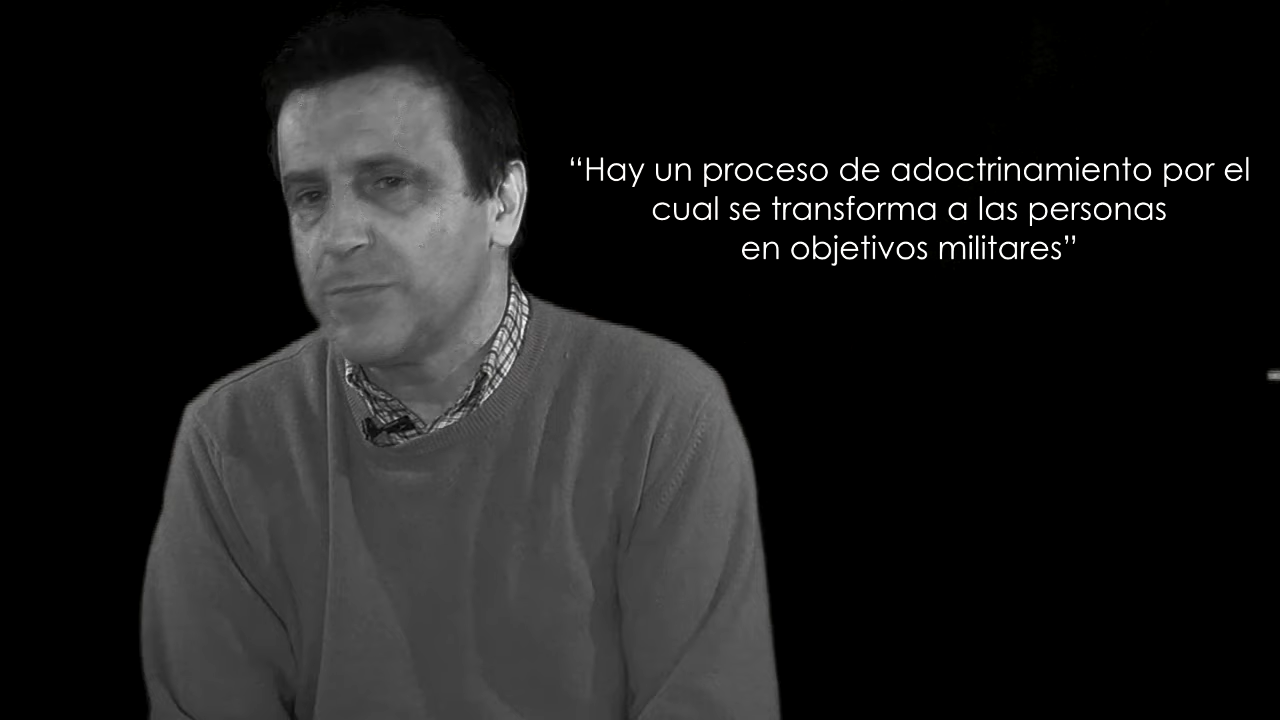 “Hay un proceso de adoctrinamiento por el
cual se transforma a las personas
en objetivos militares”